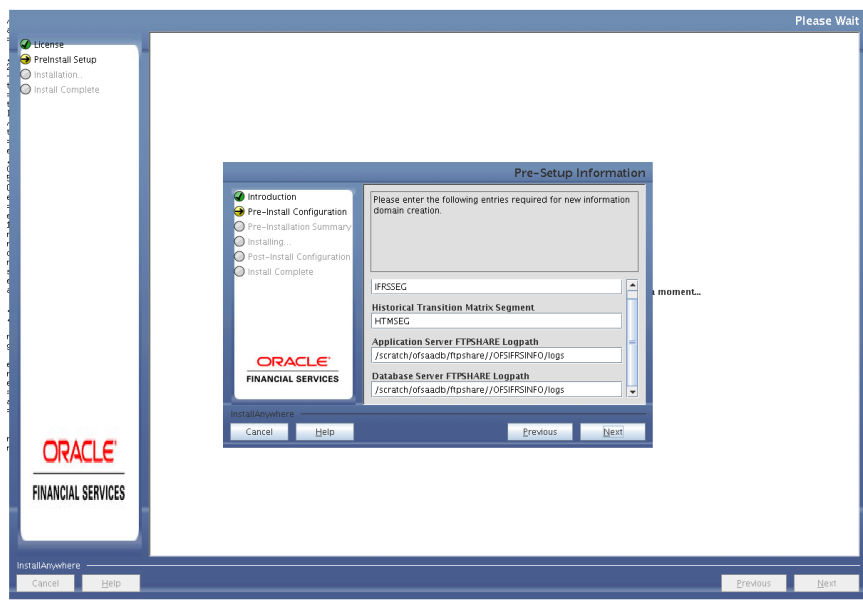 Please Wait
License
PreInstall Setup
Installation..
Install Complete
Pre-Setup Information
Introduction
Pre-Install Configuration
Pre-Installation Summary
Installing...
Post-Install Configuration
Install Complete
Please enter the following entries required for new information
domain creation.
IFRSSEG
Historical Transition Matrix Segment
HTMSEG
Application Server FTPSHARE Logpath
/scratch/ofsaadb/ftpshare//OFSIFRSINFO/logs
Database Server FTPSHARE Logpath
/scratch/ofsaadb/ftpshare//OFSIFRSINFO/logs
a moment...
ORACLE'
FINANCIAL SERVICES
InstallAnywhere
Cancel Help Previous Next
ORACLE'
FINANCIAL SERVICES
InstallAnywhere
Cancel Help Previous Next